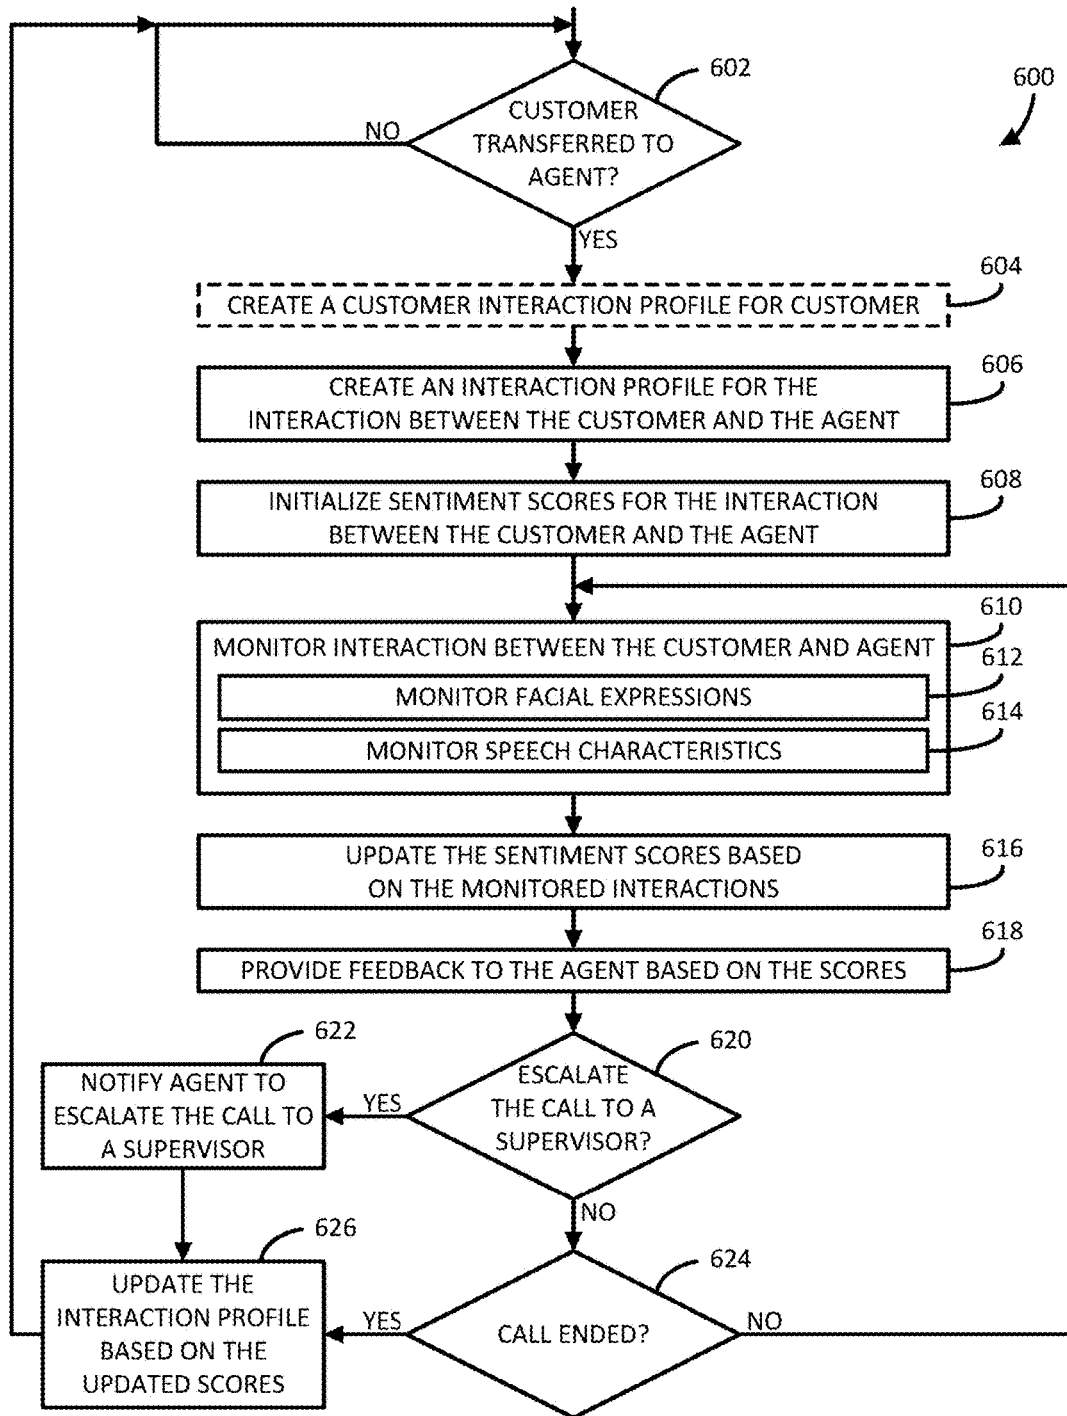 602
600
CUSTOMER
TRANSFERRED TO
AGENT?
NO
YES
604
CREATE A CUSTOMER INTERACTION PROFILE FOR CUSTOMER
606
CREATE AN INTERACTION PROFILE FOR THE
INTERACTION BETWEEN THE CUSTOMER AND THE AGENT
608
INITIALIZE SENTIMENT SCORES FOR THE INTERACTION
BETWEEN THE CUSTOMER AND THE AGENT
610
MONITOR INTERACTION BETWEEN THE CUSTOMER AND AGENT
612
MONITOR FACIAL EXPRESSIONS
614
MONITOR SPEECH CHARACTERISTICS
616
UPDATE THE SENTIMENT SCORES BASED
ON THE MONITORED INTERACTIONS
618
PROVIDE FEEDBACK TO THE AGENT BASED ON THE SCORES
620
ESCALATE
THE CALL TO A
SUPERVISOR?
YES
622
NOTIFY AGENT TO
ESCALATE THE CALL TO
A SUPERVISOR
NO
624
CALL ENDED?
NO
YES
626
UPDATE THE
INTERACTION PROFILE
BASED ON THE
UPDATED SCORES